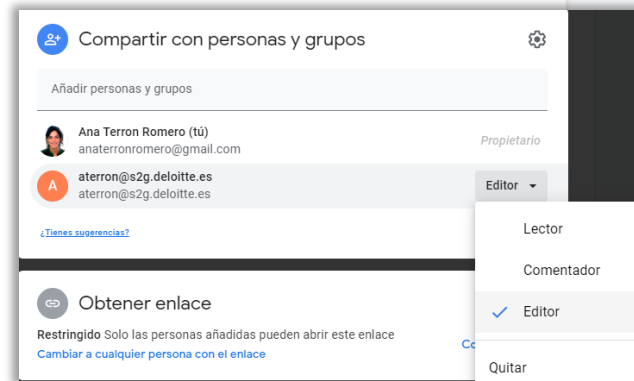 Compartir con personas y grupos
Añadir personas y grupos
Ana Terron Romero (tú)
anaterronromero@gmail.com
Propietario
A
aterron@s2g.deloitte.es
aterron@s2g.deloitte.es
Editor
¿Tienes sugerencias?
Lector
Comentador
Editor
Quitar
Obtener enlace
Restringido Solo las personas añadidas pueden abrir este enlace
Cambiar a cualquier persona con el enlace